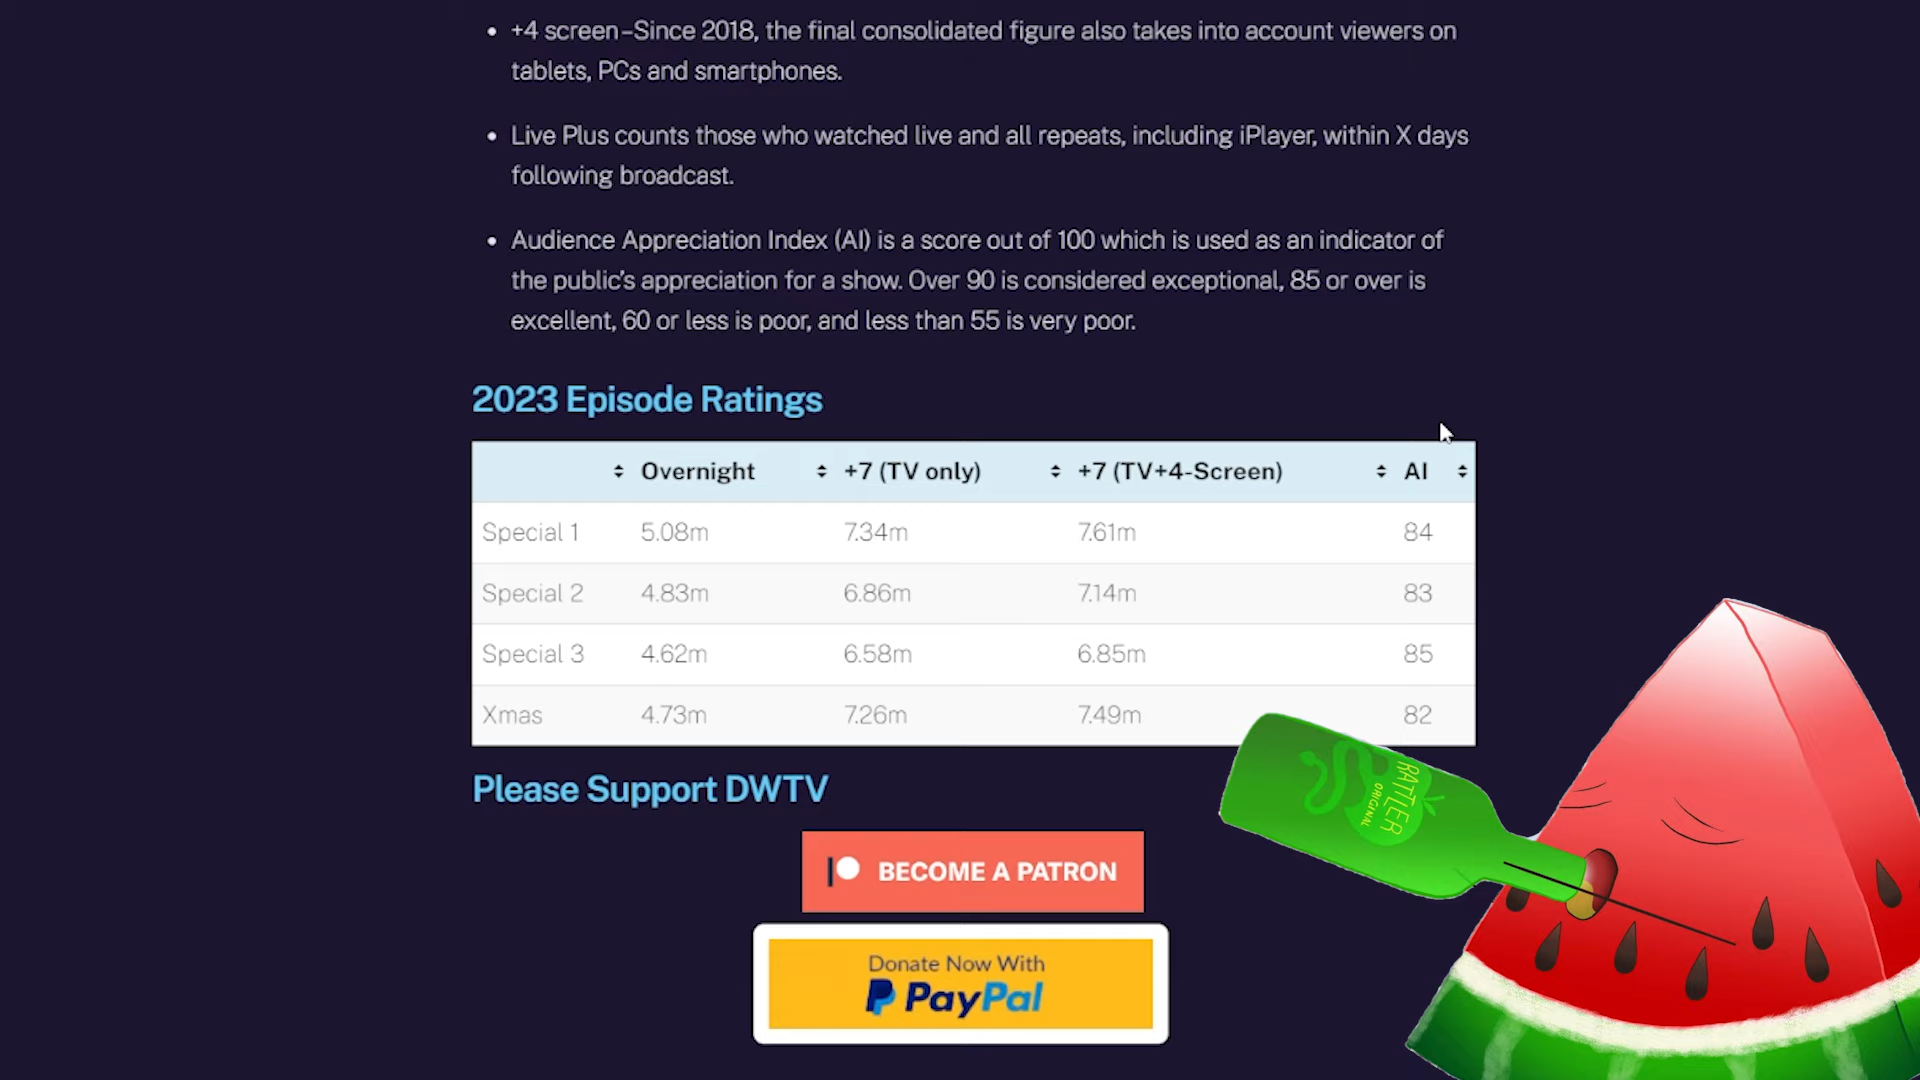 +4 screen–Since 2018, the final consolidated figure also takes into account viewers on
tablets, PCs and smartphones.
Live Plus counts those who watched live and all repeats, including iPlayer, within X days
following broadcast.
Audience Appreciation Index (AI) is a score out of 100 which is used as an indicator of
the public’s appreciation for a show. Over 90 is considered exceptional, 85 or over is
excellent, 60 or less is poor, and less than 55 is very poor.
2023 Episode Ratings
Overnight +7 (TV only) +7 (TV+4-Screen) AI
Special 1 5.08m 7.34m 7.61m 84
Special 2 4.83m 6.86m 7.14m 83
Special 3 4.62m 6.58m 6.85m 85
Xmas 4.73m 7.26m 7.49m 82
Please Support DWTV
BECOME A PATRON
Donate Now With
PayPal
RATTLER
ORIGINAL